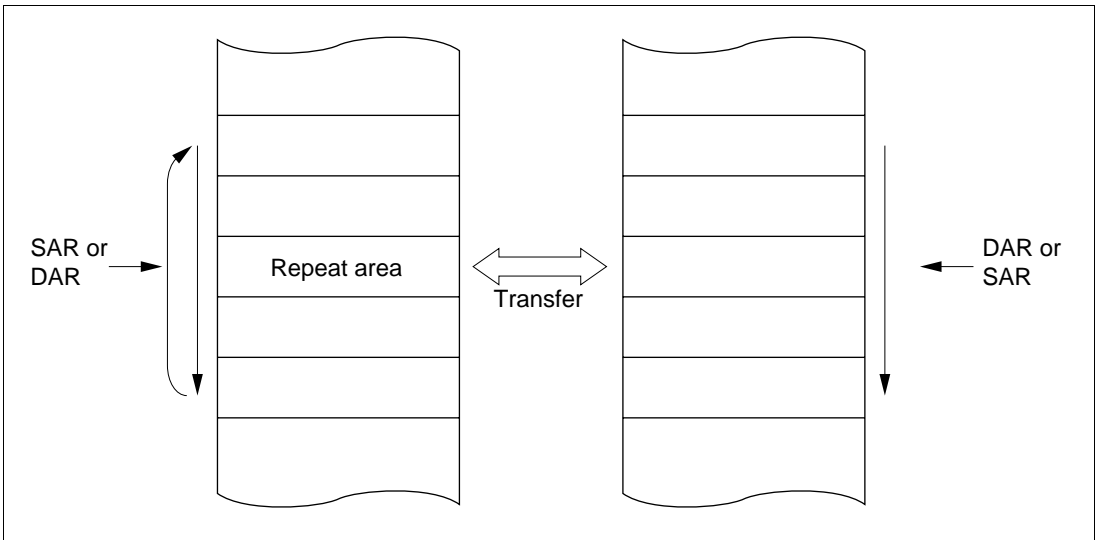 SAR or
DAR
Repeat area
Transfer
DAR or
SAR